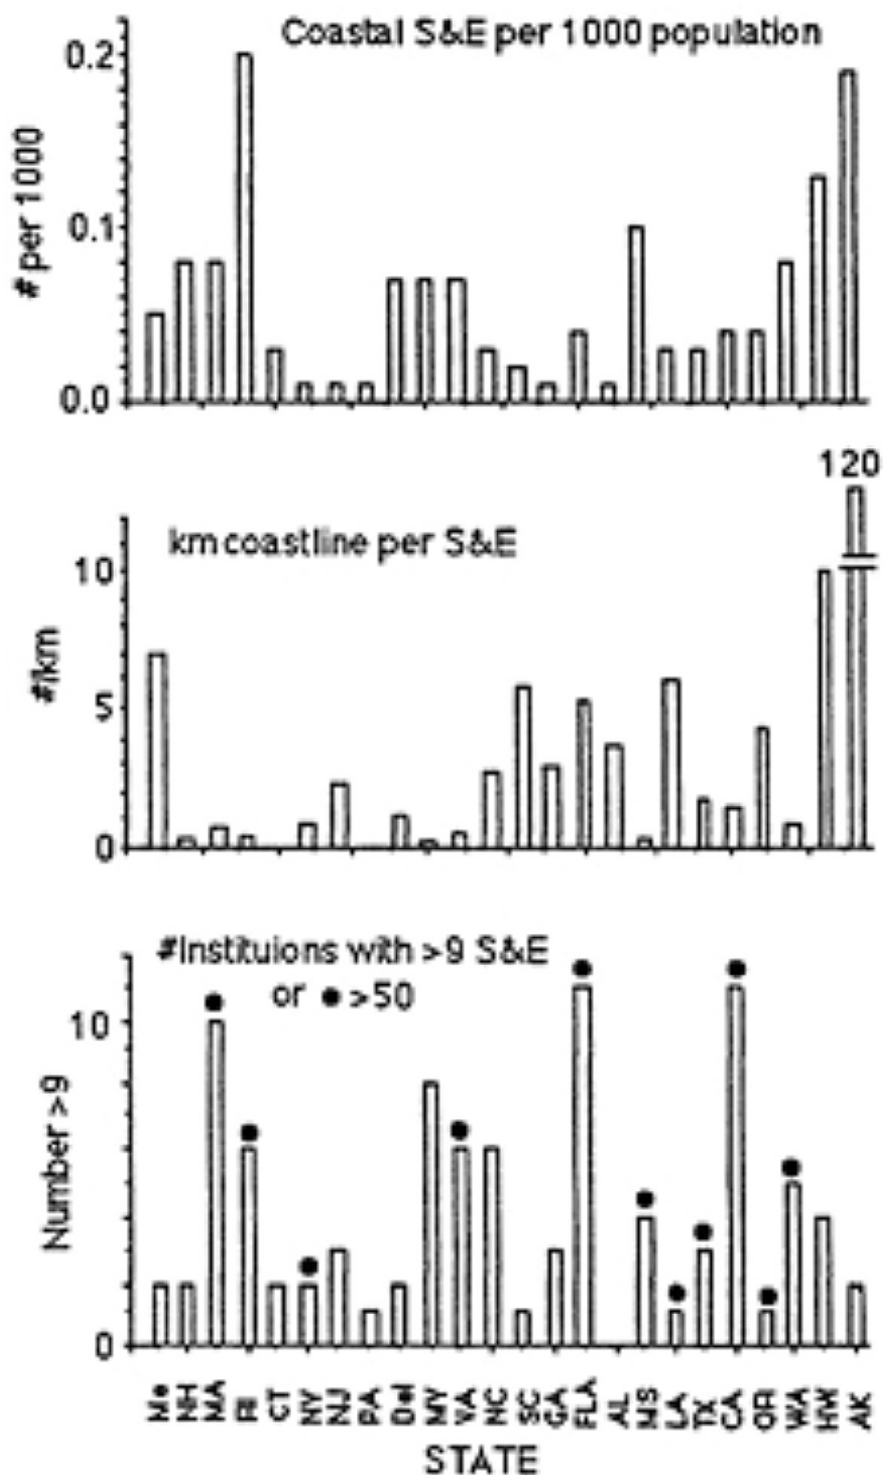 Coastal S&E per 1000 population
# per 1000
0.2
0.1
0.0
120
km coastline per S&E
#/km
10
5
0
#Instituions with >9 S&E
or ● >50
Number >9
10
0
Me NH MA RI CT NY NJ PA Del MY VA NC SC GA FLA AL MS LA TX CA OR WA HW AK
STATE